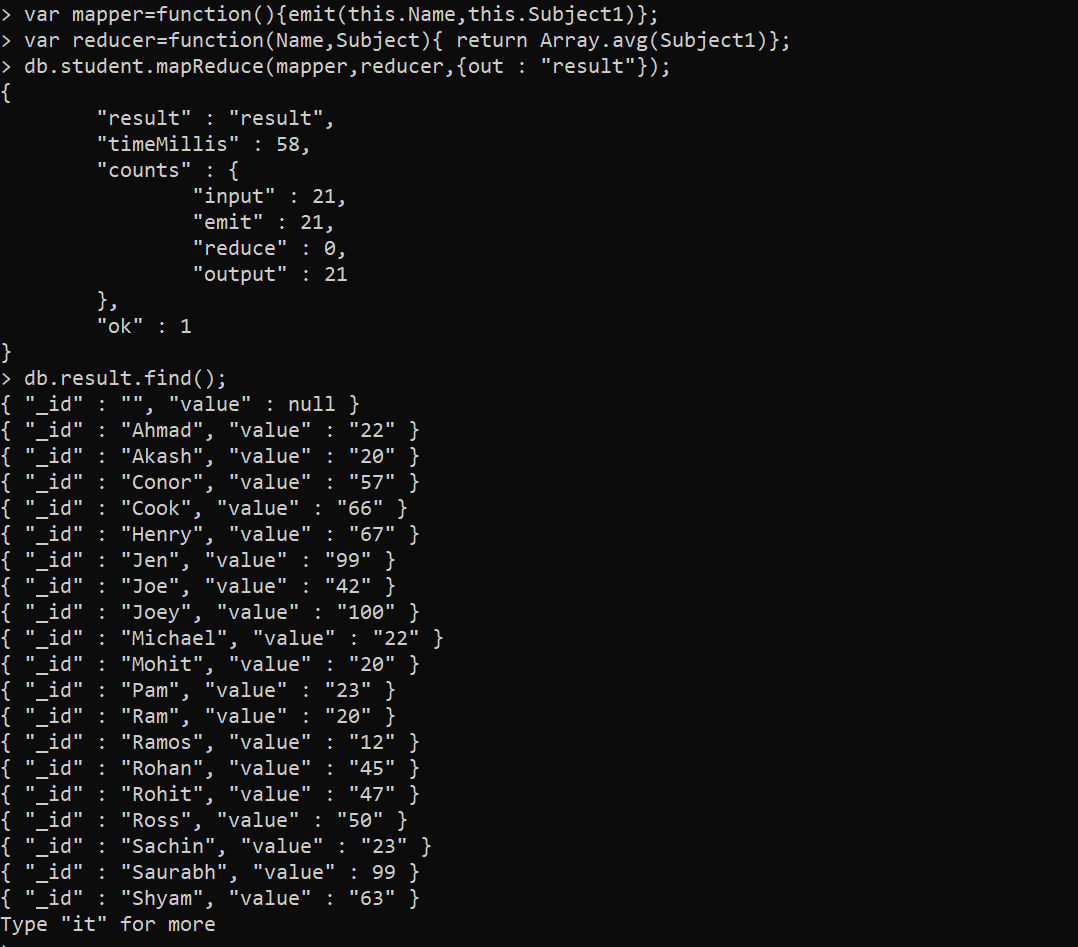 > var mapper=function(){emit(this.Name,this.Subject1)};
> var reducer=function(Name,Subject){ return Array.avg(Subject1)};
> db.student.mapReduce(mapper,reducer,{out : "result"});
{
        "result" : "result",
        "timeMillis" : 58,
        "counts" : {
                "input" : 21,
                "emit" : 21,
                "reduce" : 0,
                "output" : 21
        },
        "ok" : 1
}
> db.result.find();
{ "_id" : "", "value" : null }
{ "_id" : "Ahmad", "value" : "22" }
{ "_id" : "Akash", "value" : "20" }
{ "_id" : "Conor", "value" : "57" }
{ "_id" : "Cook", "value" : "66" }
{ "_id" : "Henry", "value" : "67" }
{ "_id" : "Jen", "value" : "99" }
{ "_id" : "Joe", "value" : "42" }
{ "_id" : "Joey", "value" : "100" }
{ "_id" : "Michael", "value" : "22" }
{ "_id" : "Mohit", "value" : "20" }
{ "_id" : "Pam", "value" : "23" }
{ "_id" : "Ram", "value" : "20" }
{ "_id" : "Ramos", "value" : "12" }
{ "_id" : "Rohan", "value" : "45" }
{ "_id" : "Rohit", "value" : "47" }
{ "_id" : "Ross", "value" : "50" }
{ "_id" : "Sachin", "value" : "23" }
{ "_id" : "Saurabh", "value" : 99 }
{ "_id" : "Shyam", "value" : "63" }
Type "it" for more